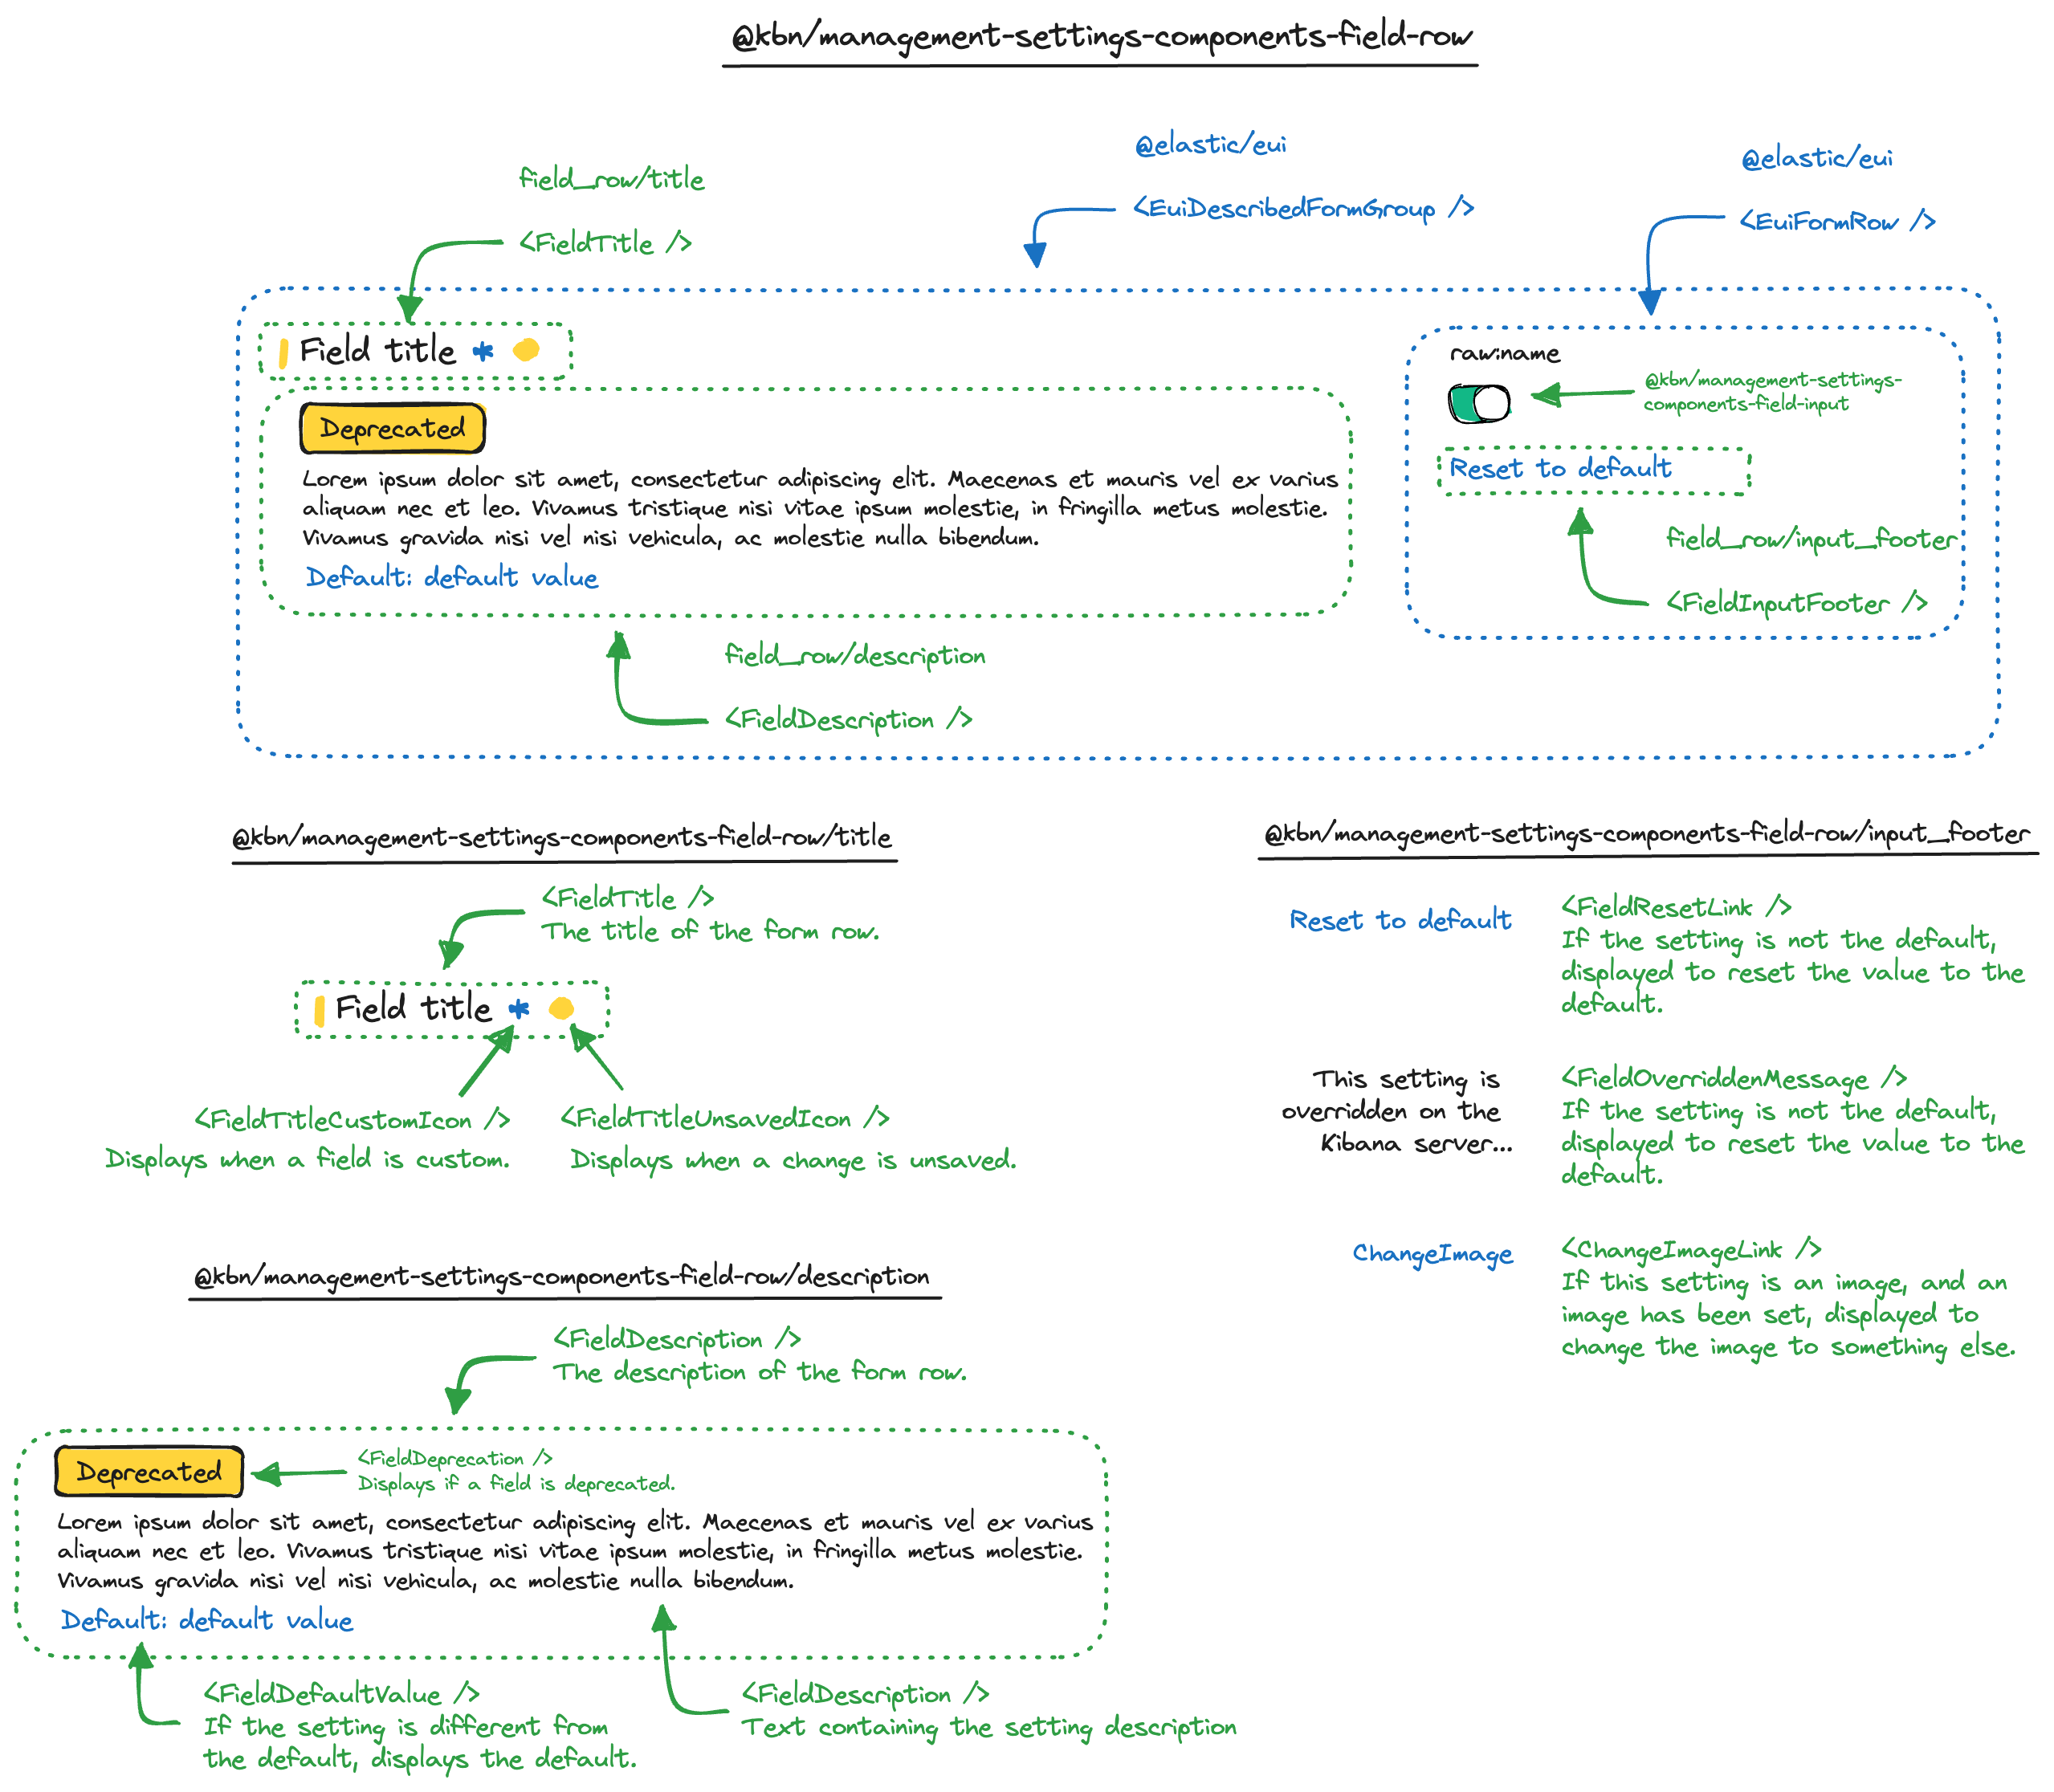 @kbn/management-settings-components-field-row
@elastic/eui
@elastic/eui
field_row/title
<EuiDescribedFormGroup />
<EuiFormRow />
<FieldTitle />
Field title *
raw:name
@kbn/management-settings-
components-field-input
Deprecated
Reset to default
Lorem ipsum dolor sit amet, consectetur adipiscing elit. Maecenas et mauris vel ex varius
aliquam nec et leo. Vivamus tristique nisi vitae ipsum molestie, in fringilla metus molestie.
Vivamus gravida nisi vel nisi vehicula, ac molestie nulla bibendum.
Default: default value
field_row/input_footer
<FieldInputFooter />
field_row/description
<FieldDescription />
@kbn/management-settings-components-field-row/title
<FieldTitle />
The title of the form row.
Field title *
<FieldTitleCustomIcon />
Displays when a field is custom.
<FieldTitleUnsavedIcon />
Displays when a change is unsaved.
@kbn/management-settings-components-field-row/input_footer
Reset to default
<FieldResetLink />
If the setting is not the default,
displayed to reset the value to the
default.
This setting is
overridden on the
Kibana server...
<FieldOverriddenMessage />
If the setting is not the default,
displayed to reset the value to the
default.
ChangeImage
<ChangeImageLink />
If this setting is an image, and an
image has been set, displayed to
change the image to something else.
@kbn/management-settings-components-field-row/description
<FieldDescription />
The description of the form row.
Deprecated
<FieldDeprecation />
Displays if a field is deprecated.
Lorem ipsum dolor sit amet, consectetur adipiscing elit. Maecenas et mauris vel ex varius
aliquam nec et leo. Vivamus tristique nisi vitae ipsum molestie, in fringilla metus molestie.
Vivamus gravida nisi vel nisi vehicula, ac molestie nulla bibendum.
Default: default value
<FieldDefaultValue />
If the setting is different from
the default, displays the default.
<FieldDescription />
Text containing the setting description